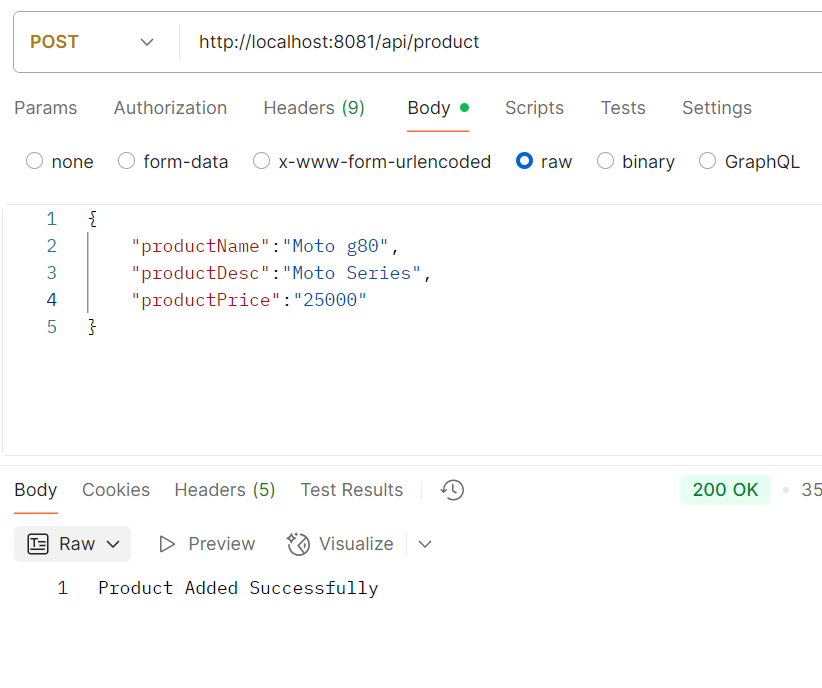 POST http://localhost:8081/api/product
Params Authorization Headers (9) Body Scripts Tests Settings
none form-data x-www-form-urlencoded raw binary GraphQL
1 {
2 "productName":"Moto g80",
3 "productDesc":"Moto Series",
4 "productPrice":"25000"
5 }
Body Cookies Headers (5) Test Results 200 OK 35
Raw Preview Visualize
1 Product Added Successfully